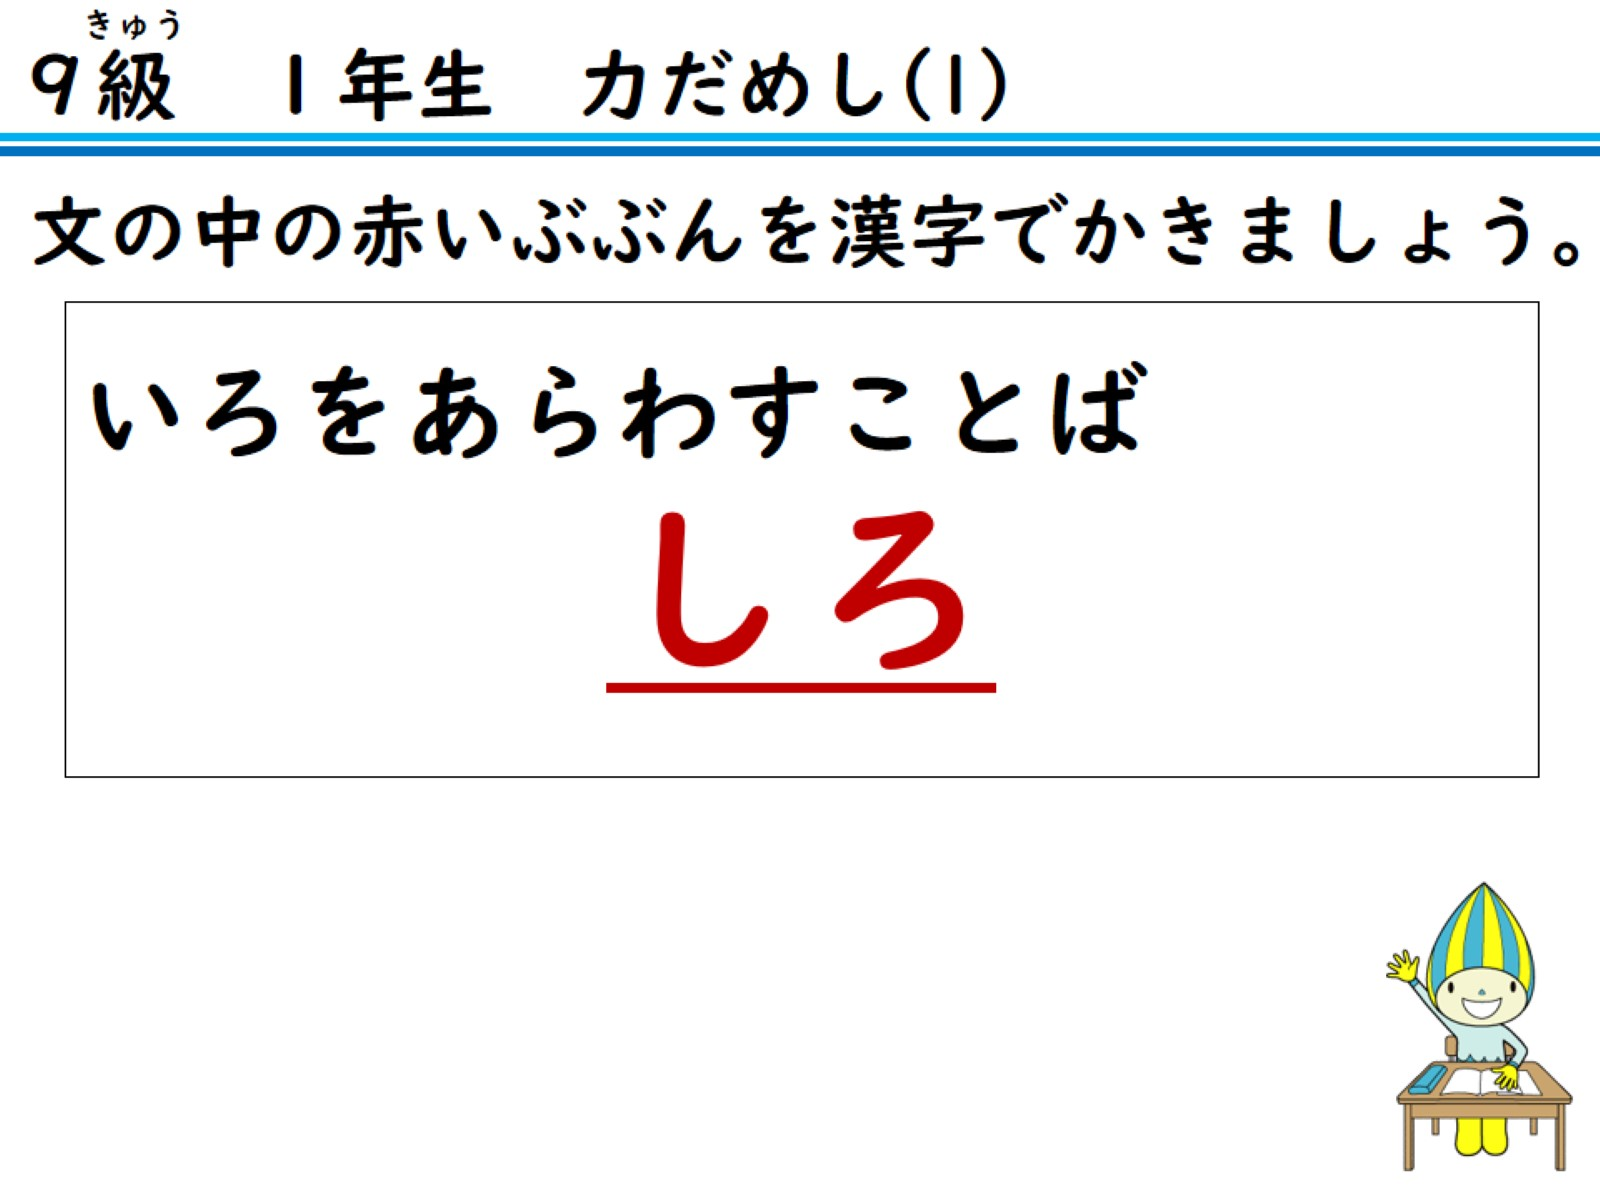 きゅう
９級　１年生　力だめし(1)
文の中の赤いぶぶんを漢字でかきましょう。
いろをあらわすことば
しろ